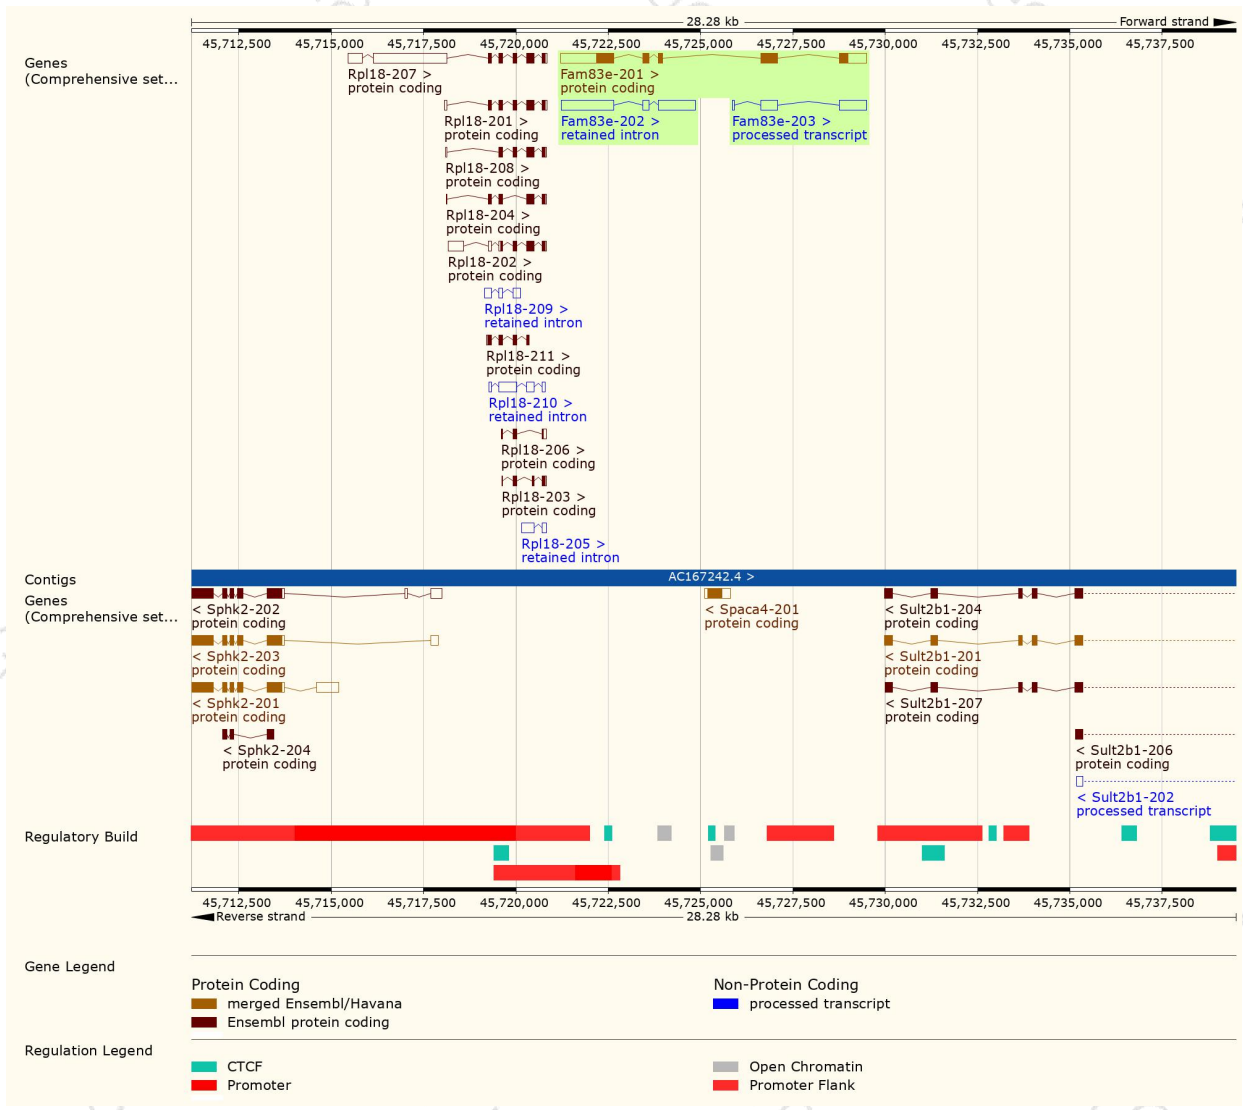 28.28 kb Forward strand
45,712,500 45,715,000 45,717,500 45,720,000 45,722,500 45,725,000 45,727,500 45,730,000 45,732,500 45,735,000 45,737,500
Genes
(Comprehensive set...
Rpl18-207 > Fam83e-201 >
protein coding protein coding
Rpl18-201 > Fam83e-202 > Fam83e-203 >
protein coding retained intron processed transcript
Rpl18-208 >
protein coding
Rpl18-204 >
protein coding
Rpl18-202 >
protein coding
Rpl18-209 >
retained intron
Rpl18-211 >
protein coding
Rpl18-210 >
retained intron
Rpl18-206 >
protein coding
Rpl18-203 >
protein coding
Rpl18-205 >
retained intron
Contigs AC167242.4 >
Genes
(Comprehensive set...
< Sphk2-202 < Spaca4-201 < Sult2b1-204
protein coding protein coding protein coding
< Sphk2-203 < Sult2b1-201
protein coding protein coding
< Sphk2-201 < Sult2b1-207
protein coding protein coding
< Sphk2-204 < Sult2b1-206
protein coding protein coding
< Sult2b1-202
processed transcript
Regulatory Build
45,712,500 45,715,000 45,717,500 45,720,000 45,722,500 45,725,000 45,727,500 45,730,000 45,732,500 45,735,000 45,737,500
Reverse strand 28.28 kb
Gene Legend
Protein Coding Non-Protein Coding
merged Ensembl/Havana processed transcript
Ensembl protein coding
Regulation Legend
CTCF Open Chromatin
Promoter Promoter Flank